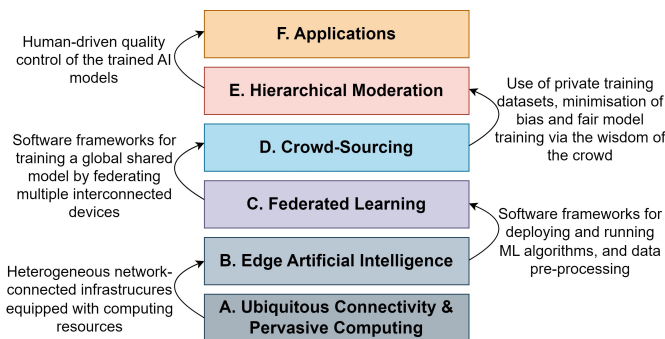 F. Applications
Human-driven quality
control of the trained AI
models
E. Hierarchical Moderation
Use of private training
datasets, minimisation of
bias and fair model
training via the wisdom of
the crowd
D. Crowd-Sourcing
Software frameworks for
training a global shared
model by federating
multiple interconnected
devices
C. Federated Learning
Software frameworks for
deploying and running
ML algorithms, and data
pre-processing
B. Edge Artificial Intelligence
Heterogeneous network-
connected infrastrucures
equipped with computing
resources
A. Ubiquitous Connectivity &
Pervasive Computing